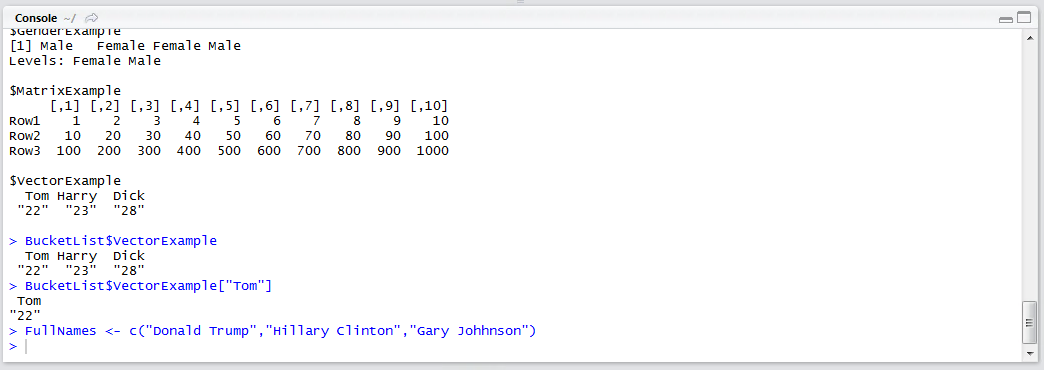 Console ~/
$GenderExample
[1] Male   Female Female Male
Levels: Female Male
$MatrixExample
     [,1] [,2] [,3] [,4] [,5] [,6] [,7] [,8] [,9] [,10]
Row1    1    2    3    4    5    6    7    8    9    10
Row2   10   20   30   40   50   60   70   80   90   100
Row3  100  200  300  400  500  600  700  800  900  1000
$VectorExample
  Tom Harry  Dick
 "22"  "23"  "28"
> BucketList$VectorExample
  Tom Harry  Dick
 "22"  "23"  "28"
> BucketList$VectorExample["Tom"]
 Tom
"22"
> FullNames <- c("Donald Trump","Hillary Clinton","Gary Johhnson")
>